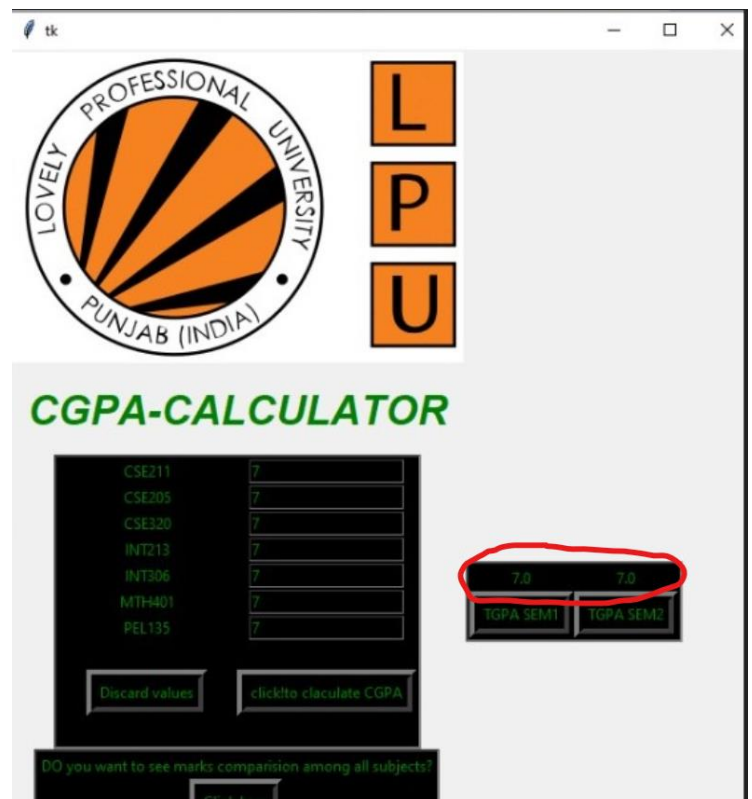 tk
LOVELY PROFESSIONAL UNIVERSITY
PUNJAB (INDIA)
L
P
U
CGPA-CALCULATOR
CSE211 7
CSE205 7
CSE320 7
INT213 7
INT306 7
MTH401 7
PEL135 7
7.0 7.0
TGPA SEM1 TGPA SEM2
Discard values click!to claculate CGPA
DO you want to see marks comparision among all subjects?